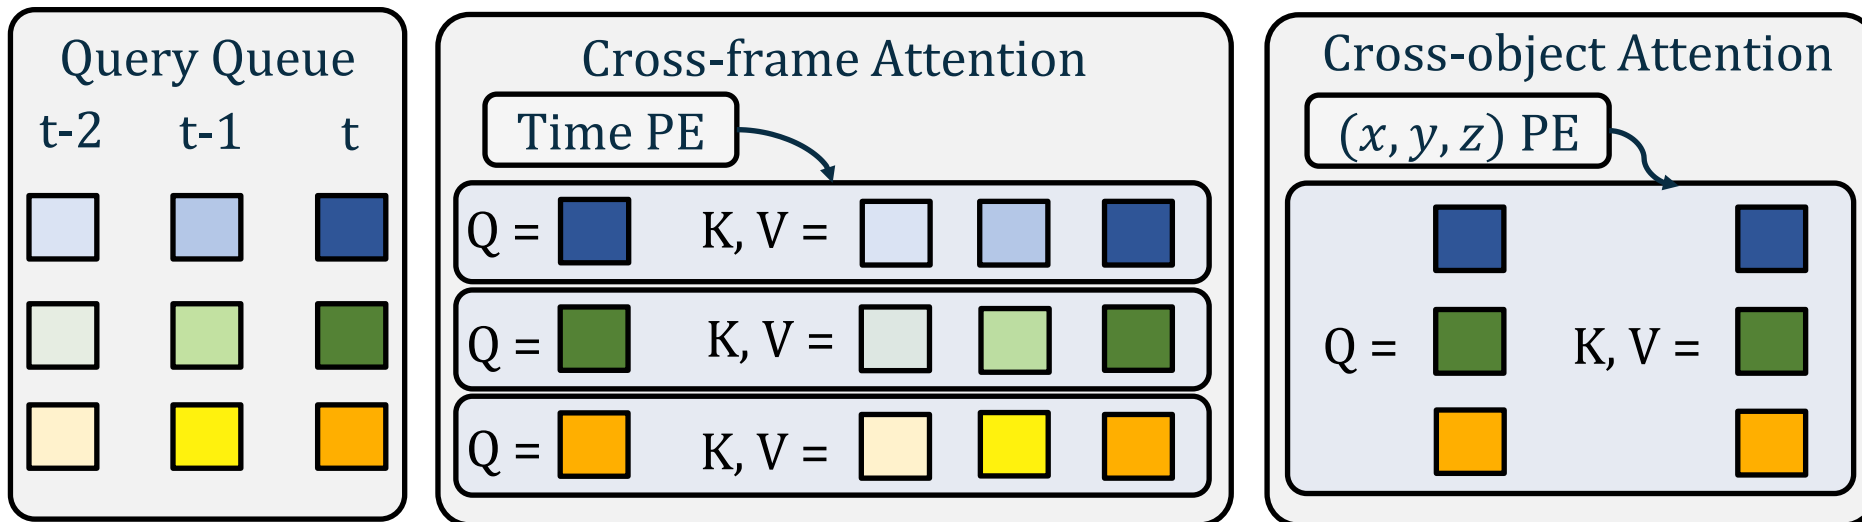 Query Queue
t-2 t-1 t
Cross-frame Attention
Time PE
Q = K, V =
Q = K, V =
Q = K, V =
Cross-object Attention
(x, y, z) PE
Q = K, V =